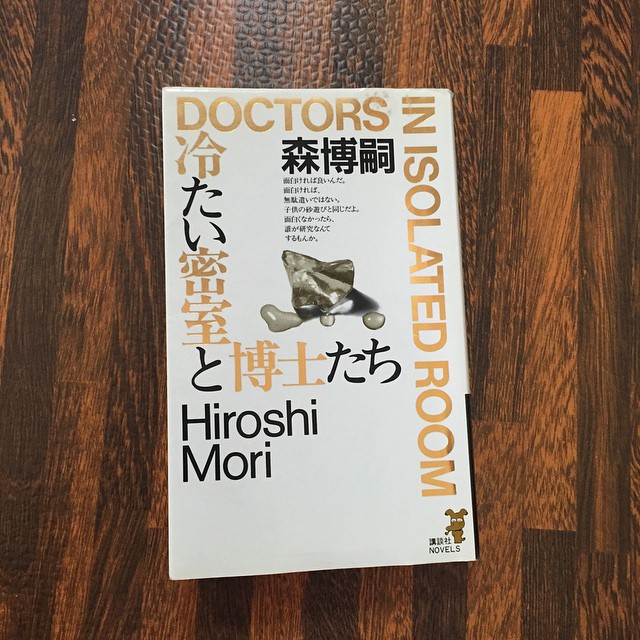 DOCTORS IN ISOLATED ROOM
冷たい密室と博士たち
森博嗣
面白ければ良いんだ。
面白ければ、
無駄遣いではない。
子供の砂遊びと同じだよ。
面白くなかったら、
誰が研究なんて
するもんか。
Hiroshi
Mori
講談社
NOVELS